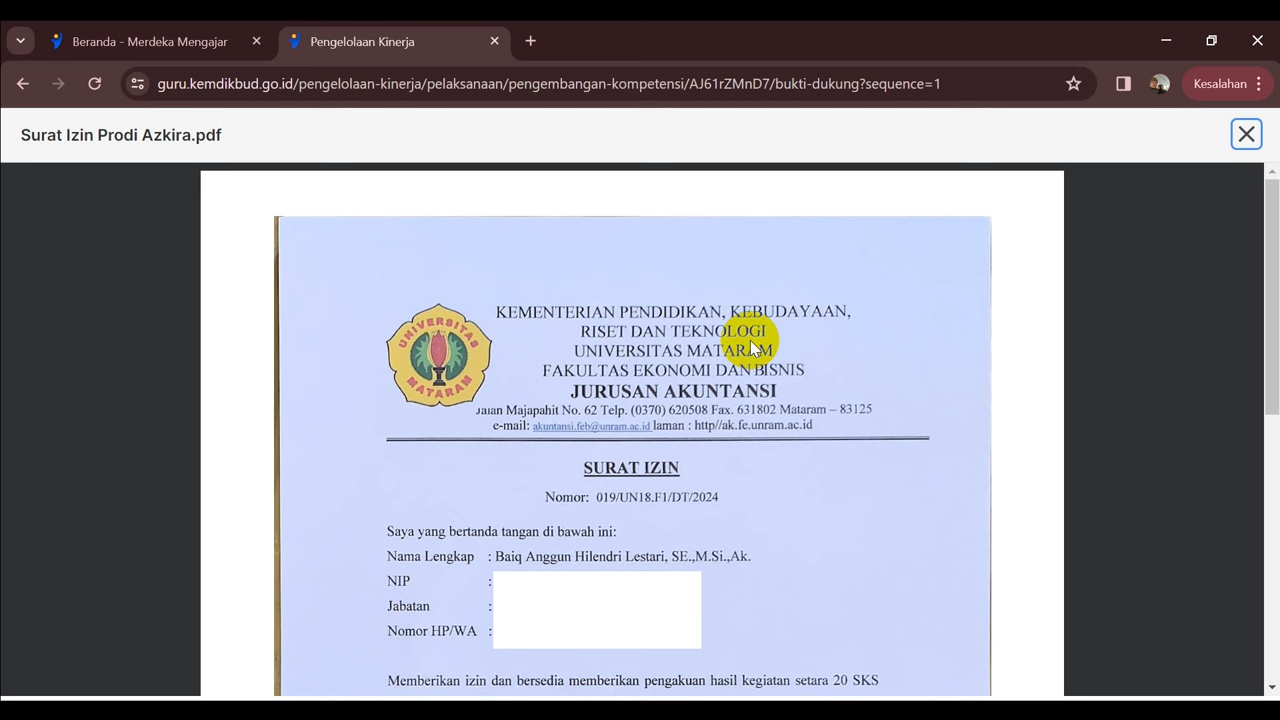 Beranda - Merdeka Mengajar
Pengelolaan Kinerja
guru.kemdikbud.go.id/pengelolaan-kinerja/pelaksanaan/pengembangan-kompetensi/AJ61rZMnD7/bukti-dukung?sequence=1
Kesalahan
Surat Izin Prodi Azkira.pdf
UNIVERSITAS
MATARAM
KEMENTERIAN PENDIDIKAN, KEBUDAYAAN,
RISET DAN TEKNOLOGI
UNIVERSITAS MATARAM
FAKULTAS EKONOMI DAN BISNIS
JURUSAN AKUNTANSI
Jalan Majapahit No. 62 Telp. (0370) 620508 Fax. 631802 Mataram – 83125
e-mail: akuntansi.feb@unram.ac.id laman : http//ak.fe.unram.ac.id
SURAT IZIN
Nomor: 019/UN18.F1/DT/2024
Saya yang bertanda tangan di bawah ini:
Nama Lengkap : Baiq Anggun Hilendri Lestari, SE.,M.Si.,Ak.
NIP :
Jabatan :
Nomor HP/WA :
Memberikan izin dan bersedia memberikan pengakuan hasil kegiatan setara 20 SKS